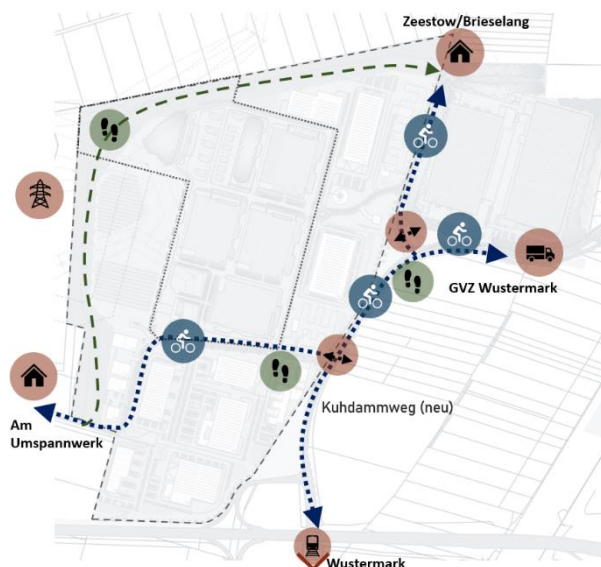 Zeestow/Brieselang
GVZ Wustermark
Am
Umspannwerk
Kuhdammweg (neu)
Wustermark